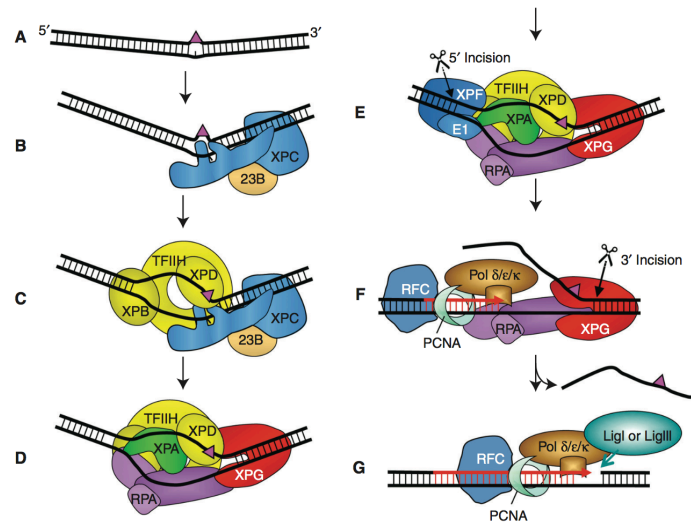 A
5′
3′
B
XPC
23B
C
TFIIH
XPD
XPB
XPC
23B
D
TFIIH
XPD
XPA
XPG
RPA
E
5′ Incision
XPF
TFIIH
XPD
XPA
E1
XPG
RPA
F
3′ Incision
Pol δ/ε/κ
RFC
RPA
XPG
PCNA
G
LigI or LigIII
Pol δ/ε/κ
RFC
PCNA